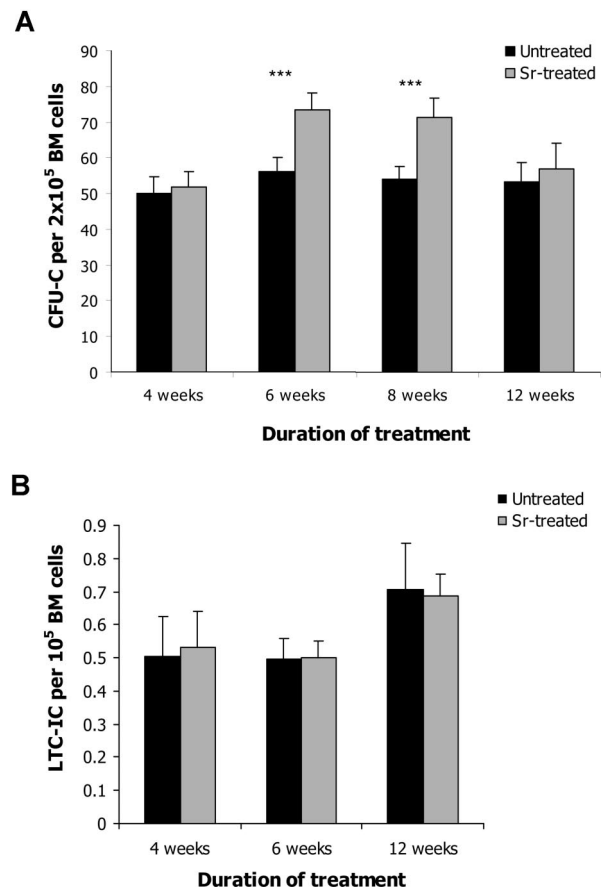 A
Untreated
Sr-treated
*** ***
CFU-C per 2x10⁵ BM cells
90
80
70
60
50
40
30
20
10
0
4 weeks 6 weeks 8 weeks 12 weeks
Duration of treatment
B
Untreated
Sr-treated
LTC-IC per 10⁵ BM cells
0.9
0.8
0.7
0.6
0.5
0.4
0.3
0.2
0.1
0
4 weeks 6 weeks 12 weeks
Duration of treatment